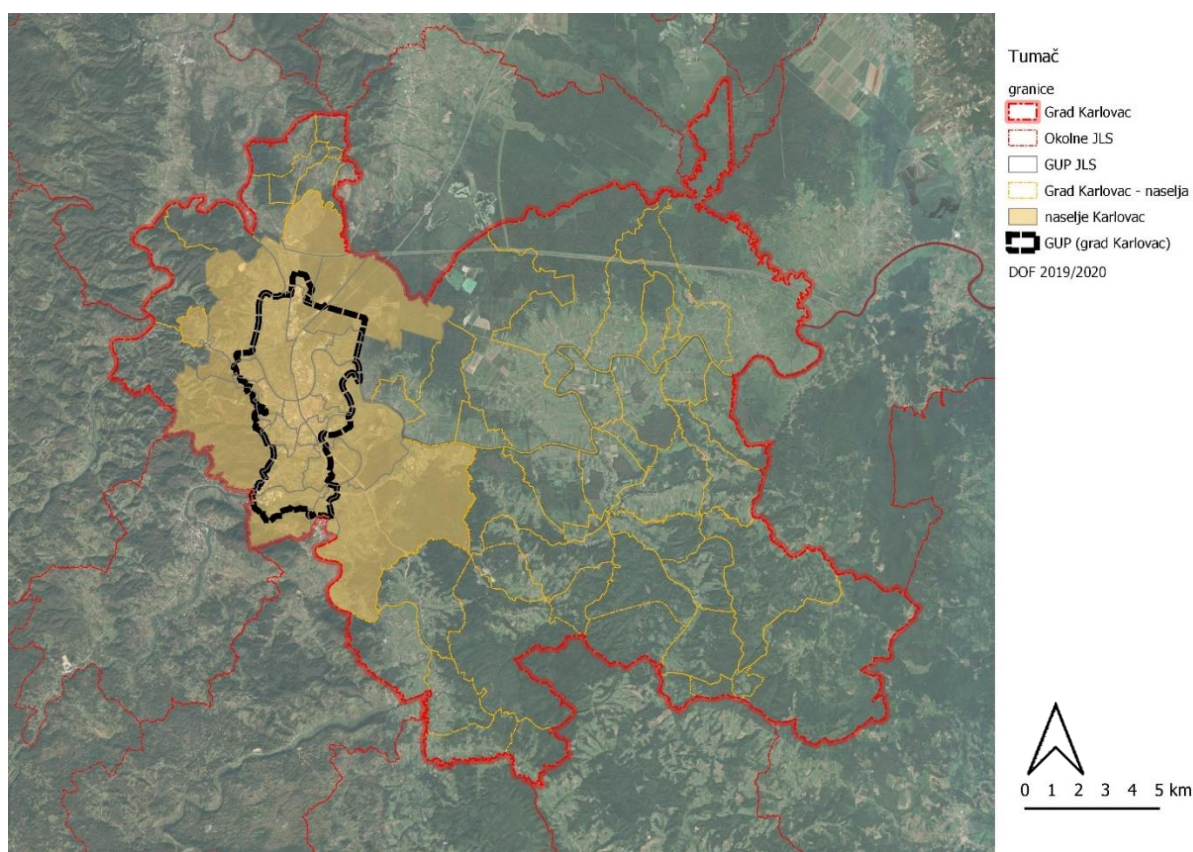 Tumač
granice
Grad Karlovac
Okolne JLS
GUP JLS
Grad Karlovac - naselja
naselje Karlovac
GUP (grad Karlovac)
DOF 2019/2020
0 1 2 3 4 5 km